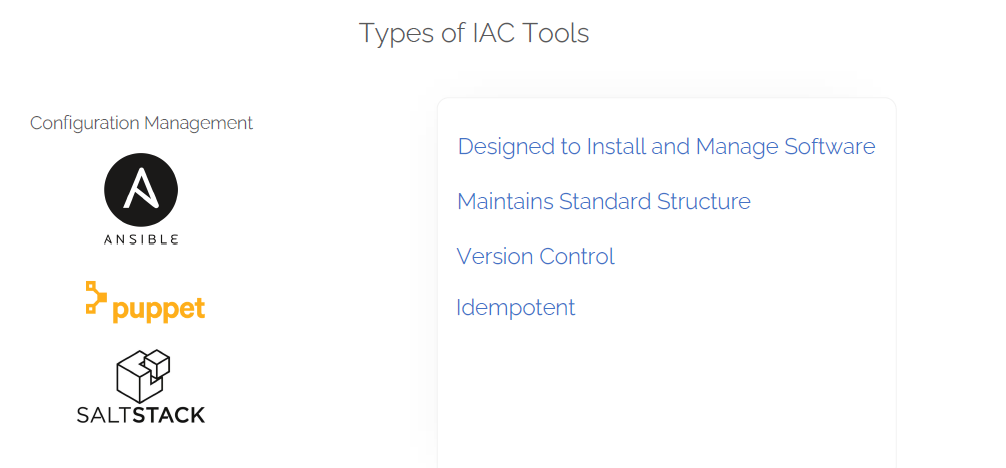 Types of IAC Tools
Configuration Management
ANSIBLE
puppet
SALTSTACK
Designed to Install and Manage Software
Maintains Standard Structure
Version Control
Idempotent